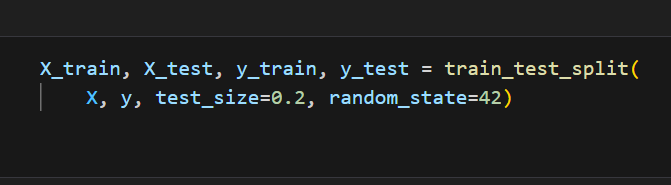 X_train, X_test, y_train, y_test = train_test_split(
    X, y, test_size=0.2, random_state=42)